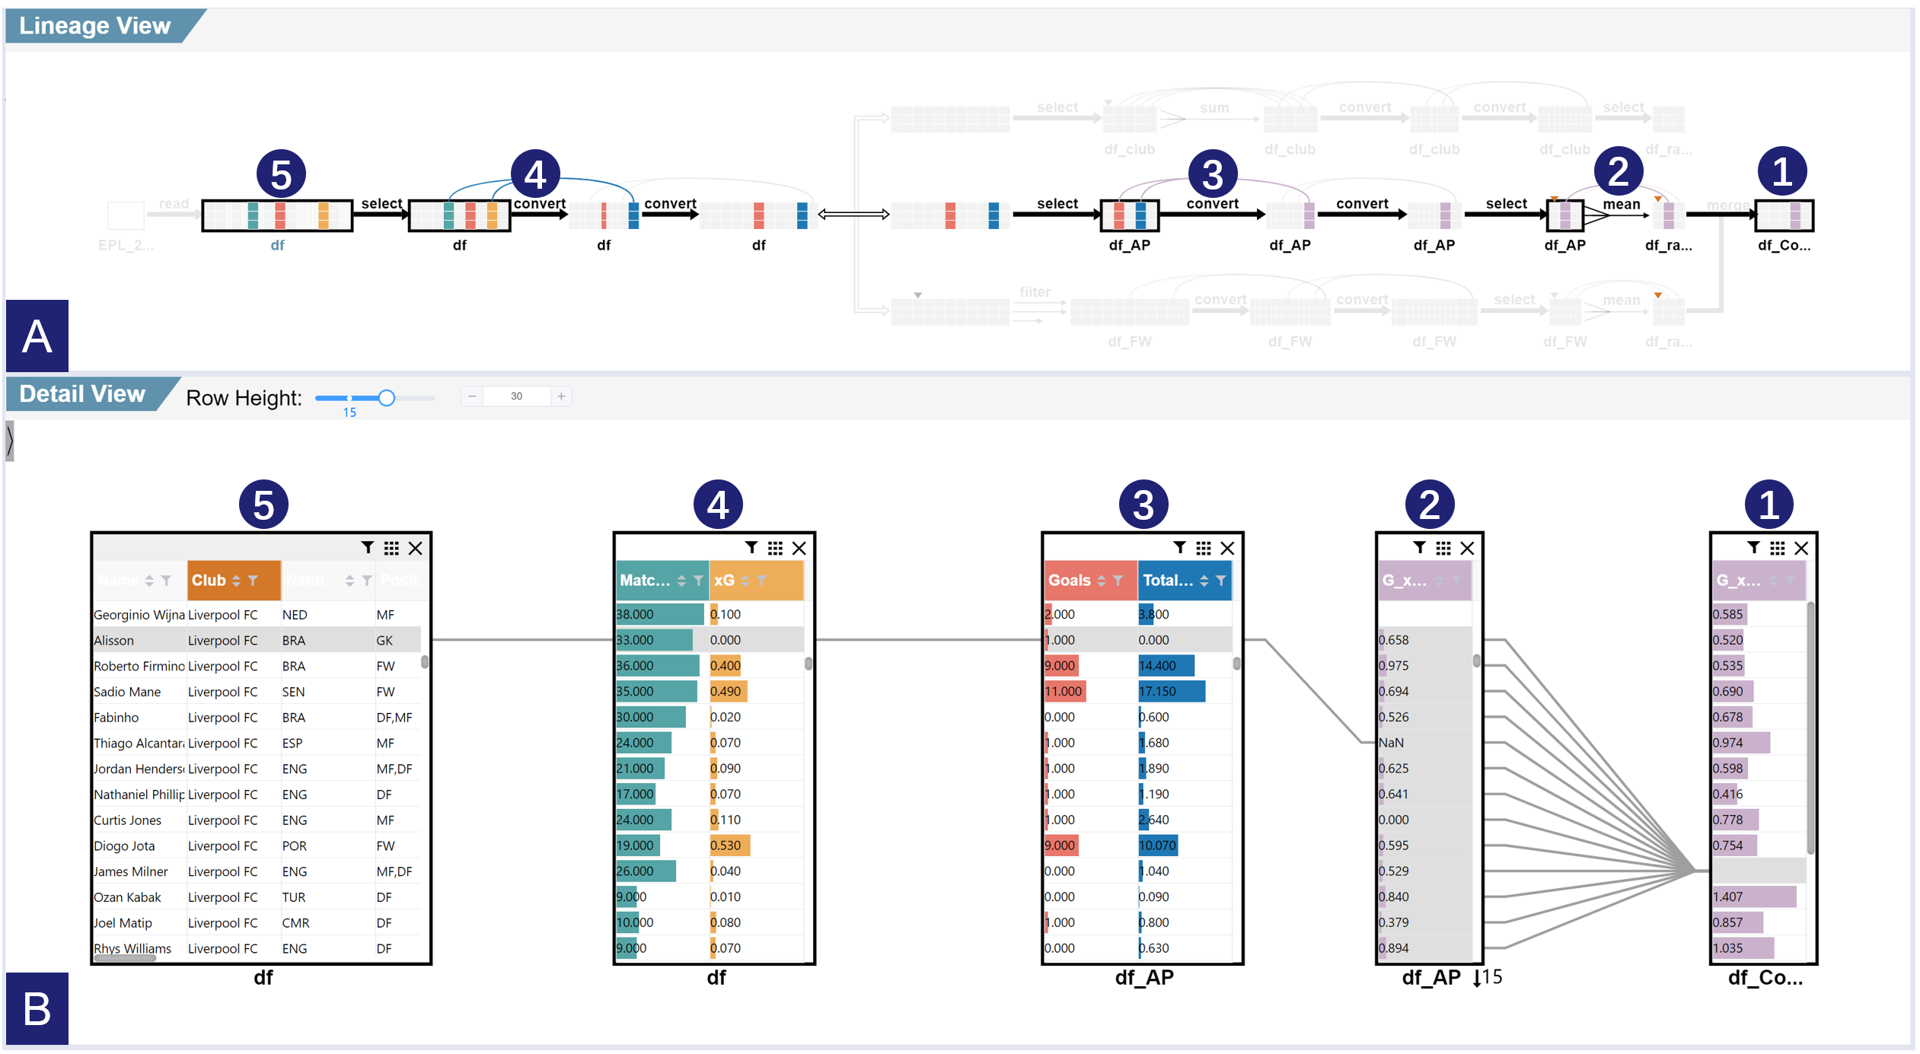 Lineage View
select sum convert convert select
df_club df_club df_club df_club df_ra...
5 4 3 2 1
read select convert convert select convert convert select mean merge
EPL_2... df df df df df_AP df_AP df_AP df_AP df_ra... df_Co...
filter convert convert select mean
df_FW df_FW df_FW df_FW df_ra...
A
Detail View Row Height: 15 − 30 +
5 4 3 2 1
Name Club Natio... Posit... Matc... xG Goals Total... G_x... G_x...
Georginio Wijna Liverpool FC NED MF 38.000 0.100 2.000 3.800 0.585
Alisson Liverpool FC BRA GK 33.000 0.000 1.000 0.000 0.658 0.520
Roberto Firmino Liverpool FC BRA FW 36.000 0.400 9.000 14.400 0.975 0.535
Sadio Mane Liverpool FC SEN FW 35.000 0.490 11.000 17.150 0.694 0.690
Fabinho Liverpool FC BRA DF,MF 30.000 0.020 0.000 0.600 0.526 0.678
Thiago Alcantar Liverpool FC ESP MF 24.000 0.070 1.000 1.680 NaN 0.974
Jordan Henders Liverpool FC ENG MF,DF 21.000 0.090 1.000 1.890 0.625 0.598
Nathaniel Phillip Liverpool FC ENG DF 17.000 0.070 1.000 1.190 0.641 0.416
Curtis Jones Liverpool FC ENG MF 24.000 0.110 1.000 2.640 0.000 0.778
Diogo Jota Liverpool FC POR FW 19.000 0.530 9.000 10.070 0.595 0.754
James Milner Liverpool FC ENG MF,DF 26.000 0.040 0.000 1.040 0.529
Ozan Kabak Liverpool FC TUR DF 9.000 0.010 0.000 0.090 0.840 1.407
Joel Matip Liverpool FC CMR DF 10.000 0.080 1.000 0.800 0.379 0.857
Rhys Williams Liverpool FC ENG DF 9.000 0.070 0.000 0.630 0.894 1.035
df df df_AP df_AP ↓15 df_Co...
B